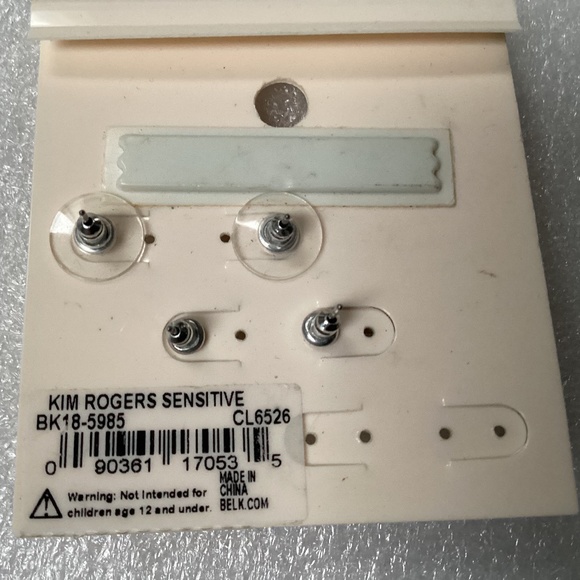 KIM ROGERS SENSITIVE
BK18-5985 CL6526
0 90361 17053 5
MADE IN
CHINA
BELK.COM
Warning: Not intended for
children age 12 and under.